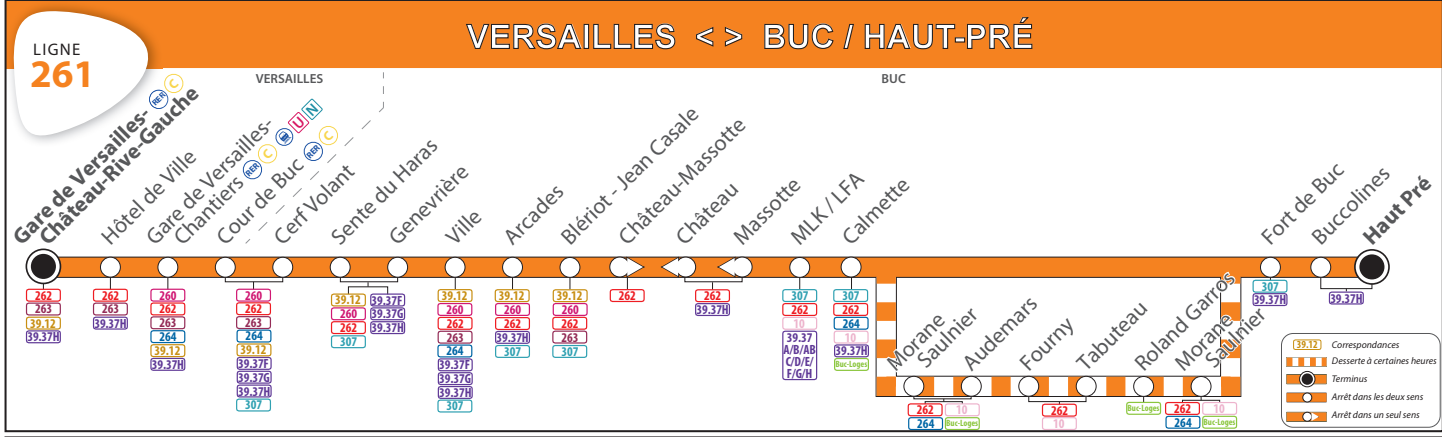 LIGNE
261
VERSAILLES < > BUC / HAUT-PRÉ
VERSAILLES
BUC
Gare de Versailles- RER C
Château-Rive-Gauche
Hôtel de Ville
Gare de Versailles-
Chantiers RER C U N
Cour de Buc RER C
Cerf Volant
Sente du Haras
Genevrière
Ville
Arcades
Blériot - Jean Casale
Château-Massotte
Château
Massotte
MLK / LFA
Calmette
Fort de Buc
Buccolines
Haut Pré
262
263
39.12
39.37H
262
263
39.37H
260
262
263
264
39.12
39.37H
260
262
263
264
39.12
39.37F
39.37G
39.37H
307
39.12 39.37F
260 39.37G
262 39.37H
307
39.12
260
262
263
264
39.37F
39.37G
39.37H
307
39.12
260
262
39.37H
307
39.12
260
262
263
307
262
262
39.37H
307
262
10
39.37
A/B/AB
C/D/E/
F/G/H
307
262
264
10
39.37H
Buc-Loges
307
39.37H
39.37H
Morane
Saulnier
Audemars
Fourny
Tabuteau
Roland Garros
Morane
Saulnier
262 10
264 Buc-Loges
262
10
Buc-Loges
262 10
264 Buc-Loges
39.12 Correspondances
Desserte à certaines heures
Terminus
Arrêt dans les deux sens
Arrêt dans un seul sens